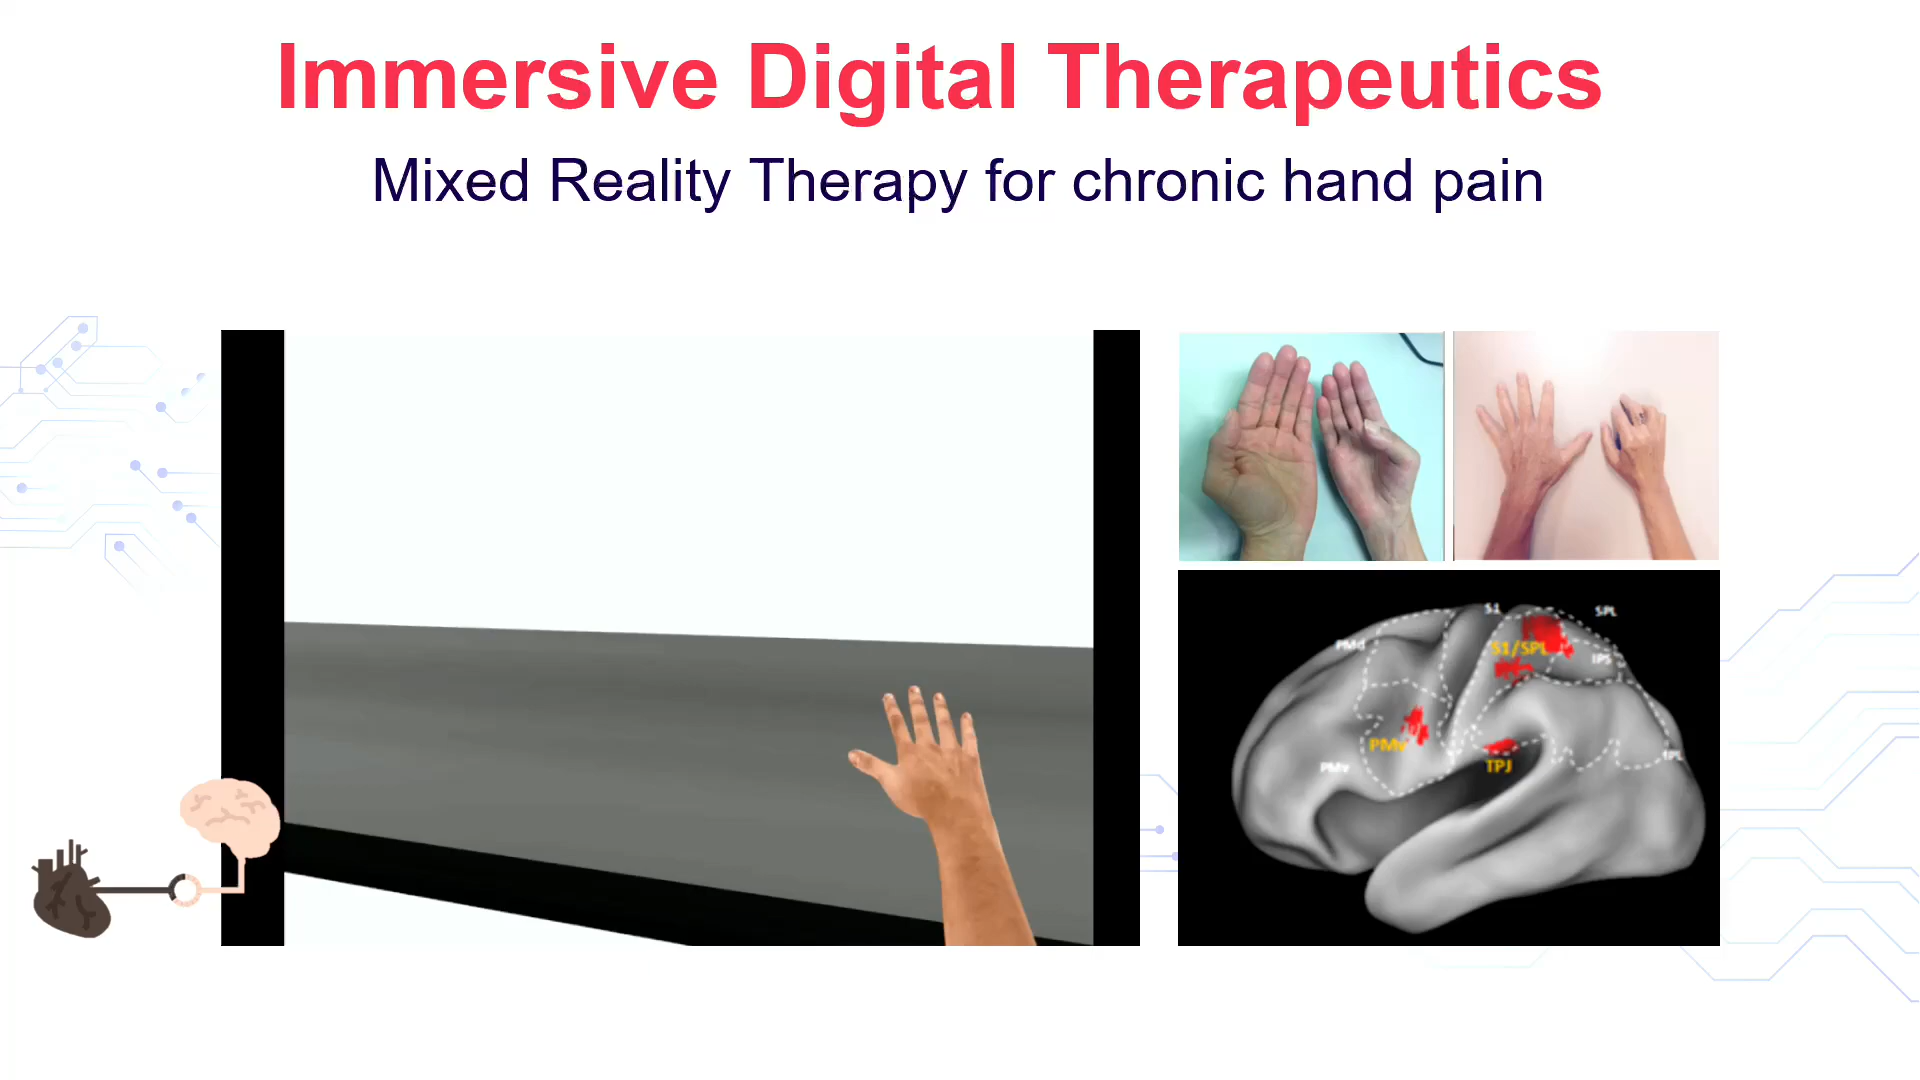 Immersive Digital Therapeutics
Mixed Reality Therapy for chronic hand pain
S1
SPL
PMd
S1/SPL
IPS
PMv
TPJ
IPL
PMv